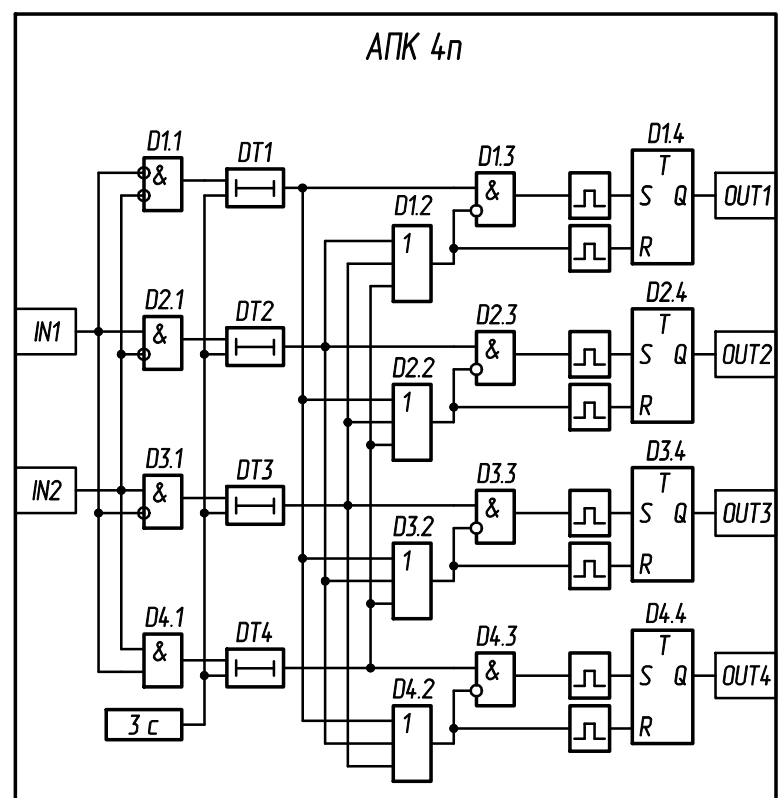 АПК 4п
D1.1
&
DT1
D1.2
1
D1.3
&
D1.4
T
S Q
R
OUT1
IN1
D2.1
&
DT2
D2.2
1
D2.3
&
D2.4
T
S Q
R
OUT2
IN2
D3.1
&
DT3
D3.2
1
D3.3
&
D3.4
T
S Q
R
OUT3
D4.1
&
DT4
D4.2
1
D4.3
&
D4.4
T
S Q
R
OUT4
3 с